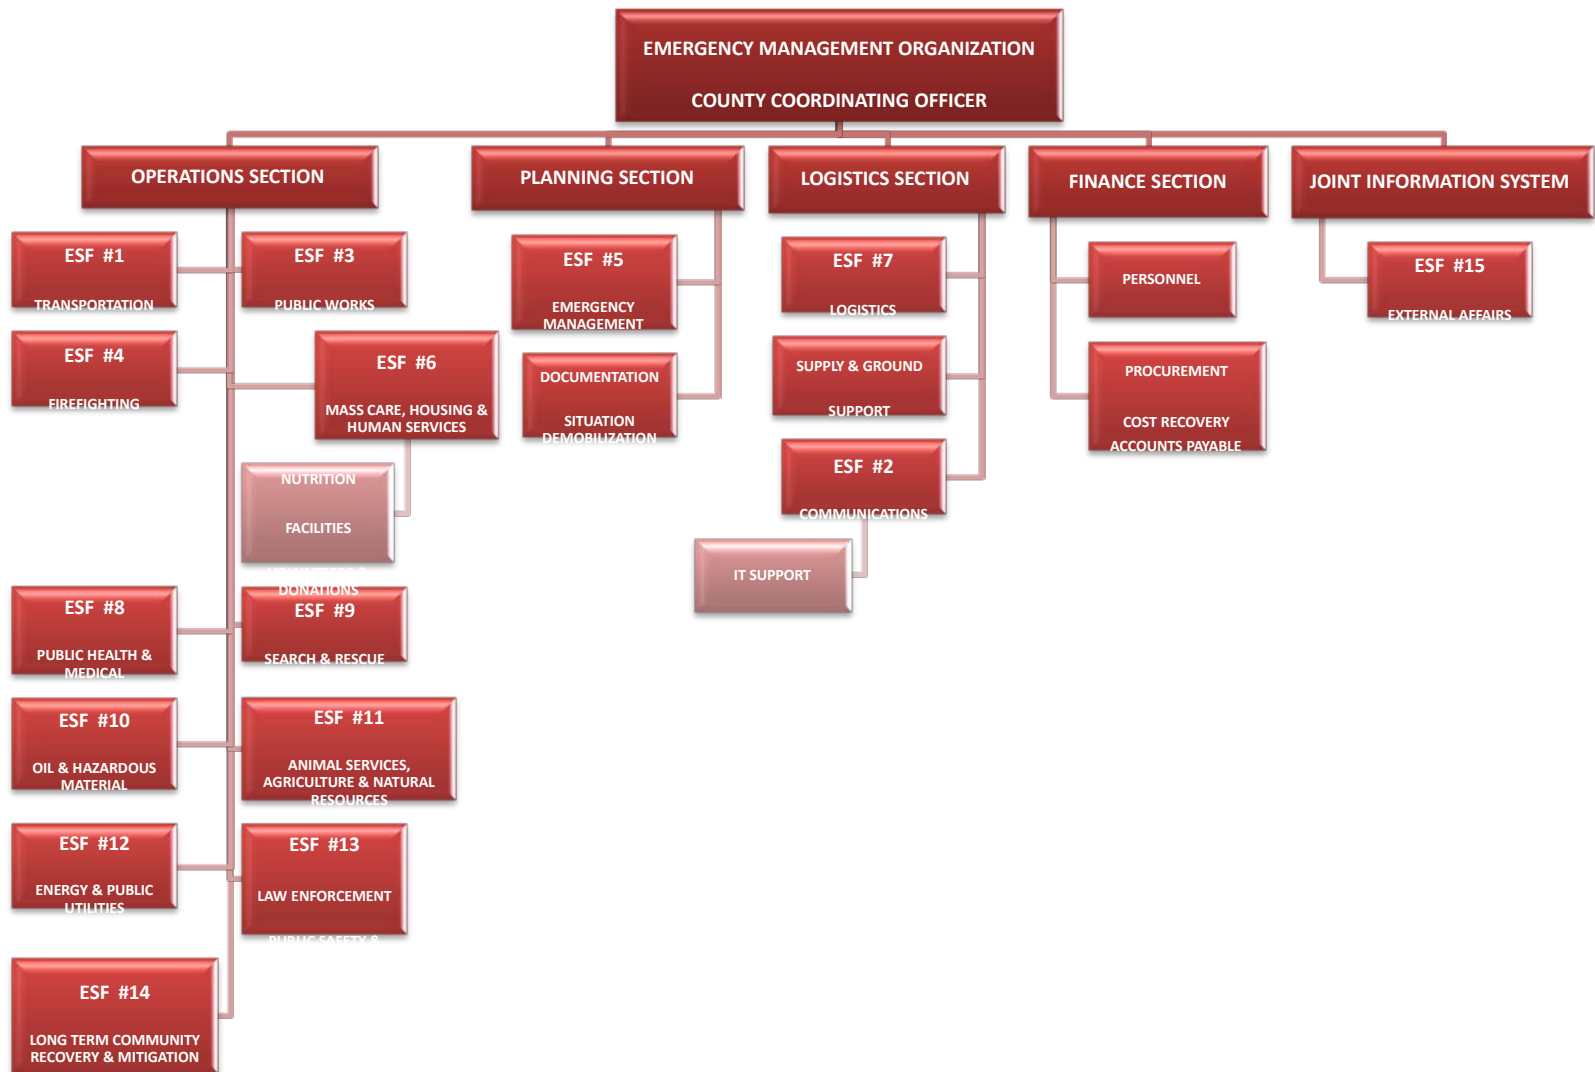 EMERGENCY MANAGEMENT ORGANIZATION
COUNTY COORDINATING OFFICER
OPERATIONS SECTION
PLANNING SECTION
LOGISTICS SECTION
FINANCE SECTION
JOINT INFORMATION SYSTEM
ESF #1
TRANSPORTATION
ESF #3
PUBLIC WORKS
ESF #4
FIREFIGHTING
ESF #6
MASS CARE, HOUSING &
HUMAN SERVICES
NUTRITION
FACILITIES
VOLUNTEERS &
DONATIONS
ESF #8
PUBLIC HEALTH &
MEDICAL
ESF #9
SEARCH & RESCUE
ESF #10
OIL & HAZARDOUS
MATERIAL
ESF #11
ANIMAL SERVICES,
AGRICULTURE & NATURAL
RESOURCES
ESF #12
ENERGY & PUBLIC
UTILITIES
ESF #13
LAW ENFORCEMENT
PUBLIC SAFETY &
ESF #14
LONG TERM COMMUNITY
RECOVERY & MITIGATION
ESF #5
EMERGENCY
MANAGEMENT
DOCUMENTATION
SITUATION
DEMOBILIZATION
ESF #7
LOGISTICS
SUPPLY & GROUND
SUPPORT
ESF #2
COMMUNICATIONS
IT SUPPORT
PERSONNEL
PROCUREMENT
COST RECOVERY
ACCOUNTS PAYABLE
ESF #15
EXTERNAL AFFAIRS